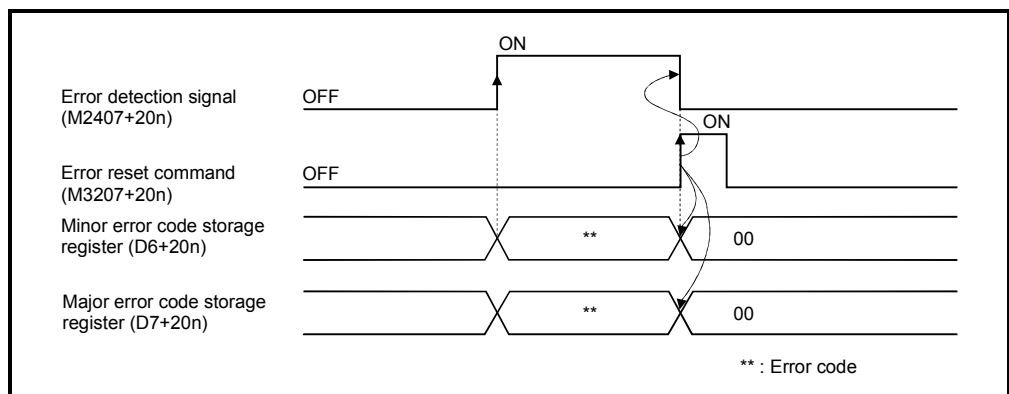 ON
Error detection signal
(M2407+20n)
OFF
ON
Error reset command
(M3207+20n)
OFF
Minor error code storage
register (D6+20n)
**
00
Major error code storage
register (D7+20n)
**
00
** : Error code